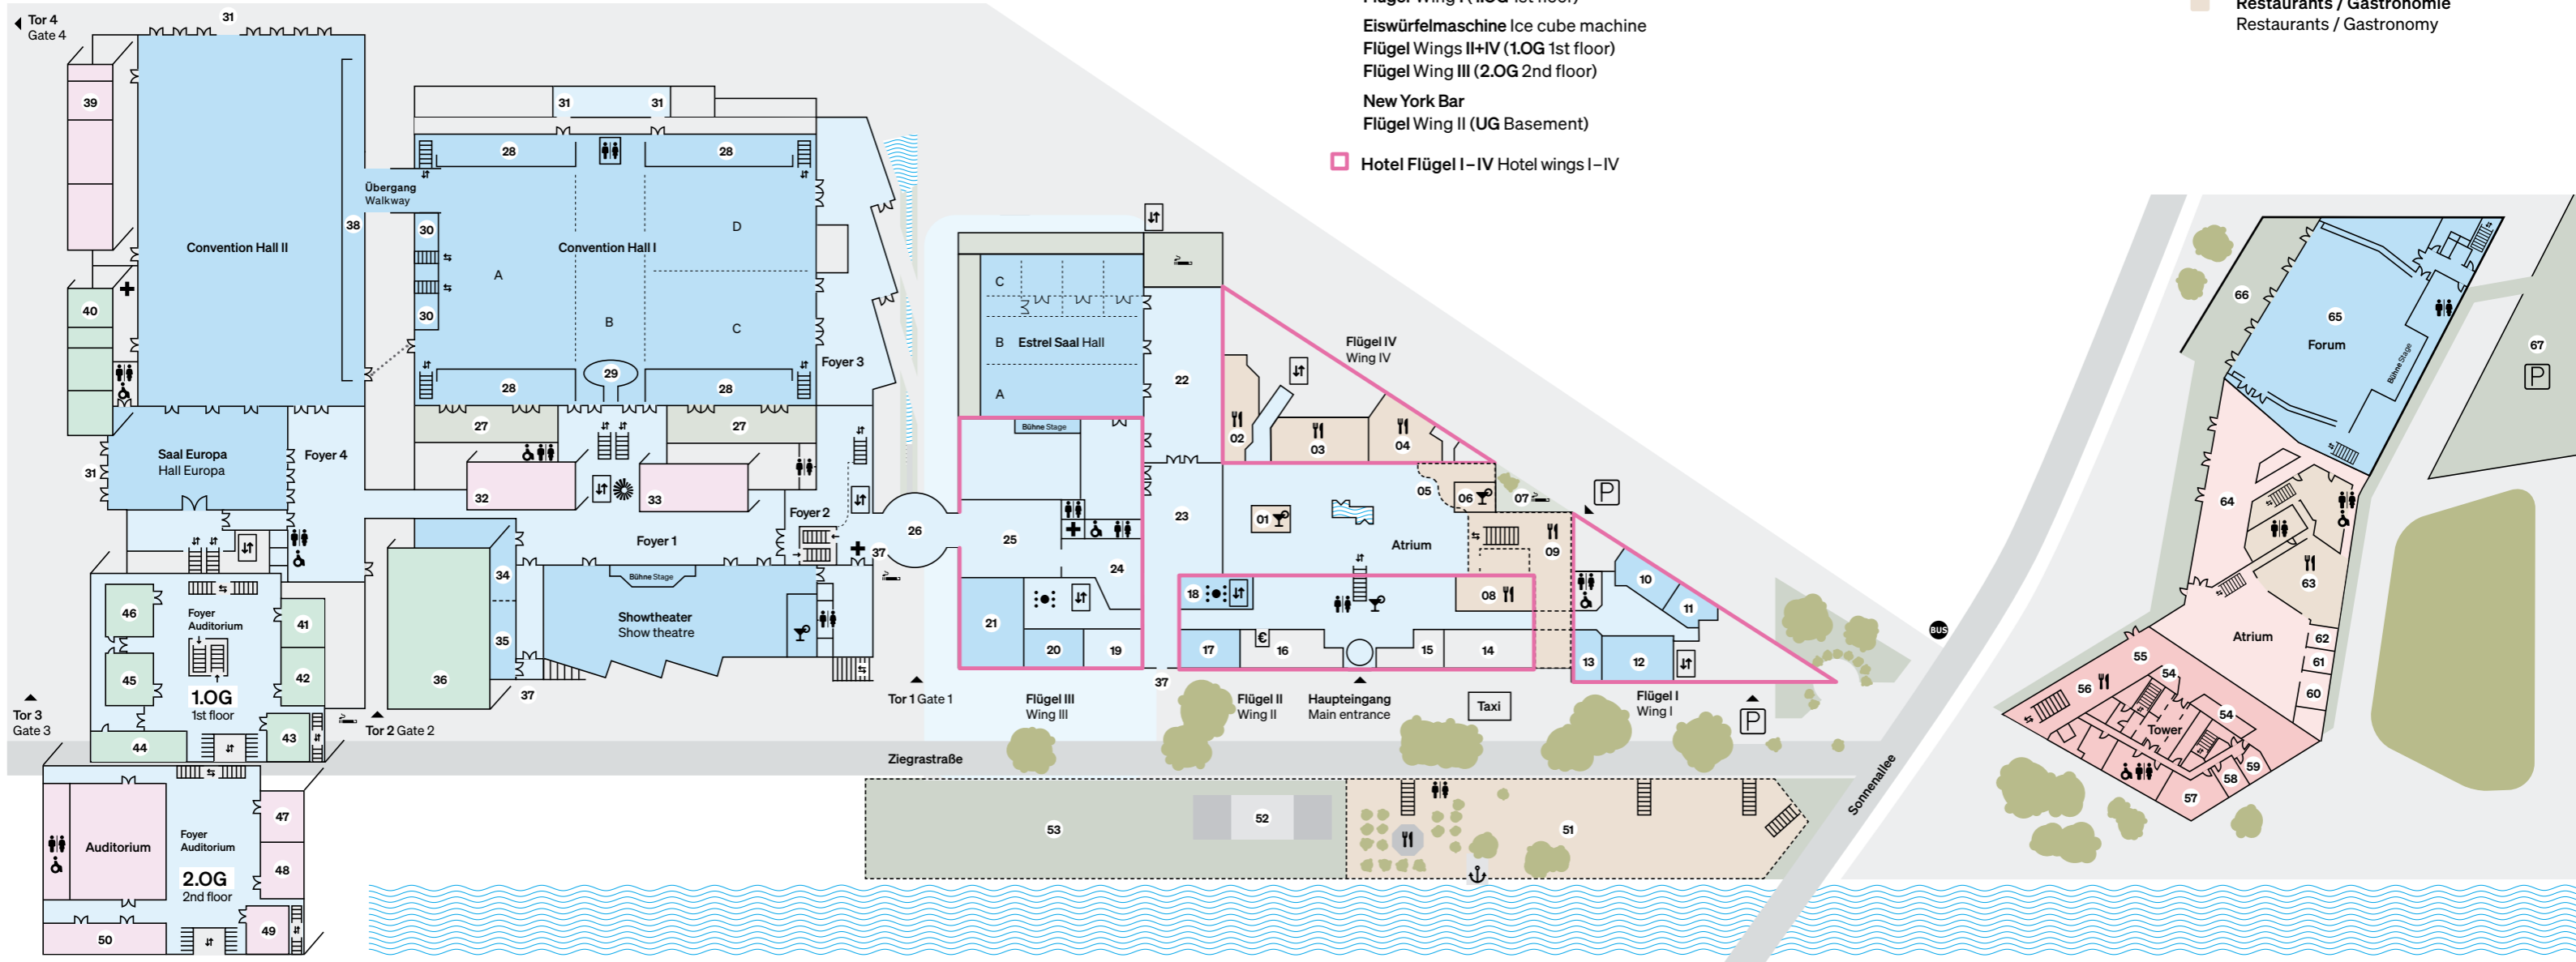 Flügel Wing I (1.OG 1st floor)
Eiswürfelmaschine Ice cube machine
Flügel Wings II+IV (1.OG 1st floor)
Flügel Wing III (2.OG 2nd floor)
New York Bar
Flügel Wing II (UG Basement)
Hotel Flügel I–IV Hotel wings I–IV
Restaurants / Gastronomie
Restaurants / Gastronomy
Tor 4
Gate 4
31
39
Convention Hall II
38
Übergang
Walkway
40
31
31
28
28
30
30
Convention Hall I
A
B
C
D
28
29
28
Foyer 3
27
27
Saal Europa
Hall Europa
31
Foyer 4
32
33
Foyer 2
Foyer 1
37
26
34
35
36
37
Bühne Stage
Showtheater
Show theatre
46
45
44
Foyer
Auditorium
1.OG
1st floor
41
42
43
Tor 3
Gate 3
Tor 2 Gate 2
Tor 1 Gate 1
Auditorium
Foyer
Auditorium
2.OG
2nd floor
47
48
49
50
C
B
Estrel Saal Hall
A
Bühne Stage
22
23
25
24
21
20
19
37
Flügel III
Wing III
Flügel IV
Wing IV
02
03
04
05
06
07
P
01
Atrium
09
08
18
17
€
16
15
14
10
11
13
12
Flügel II
Wing II
Haupteingang
Main entrance
Taxi
Flügel I
Wing I
P
BUS
Ziegrastraße
Sonnenallee
53
52
51
66
65
Forum
Bühne Stage
67
P
64
63
Atrium
62
61
60
55
54
56
54
Tower
59
58
57